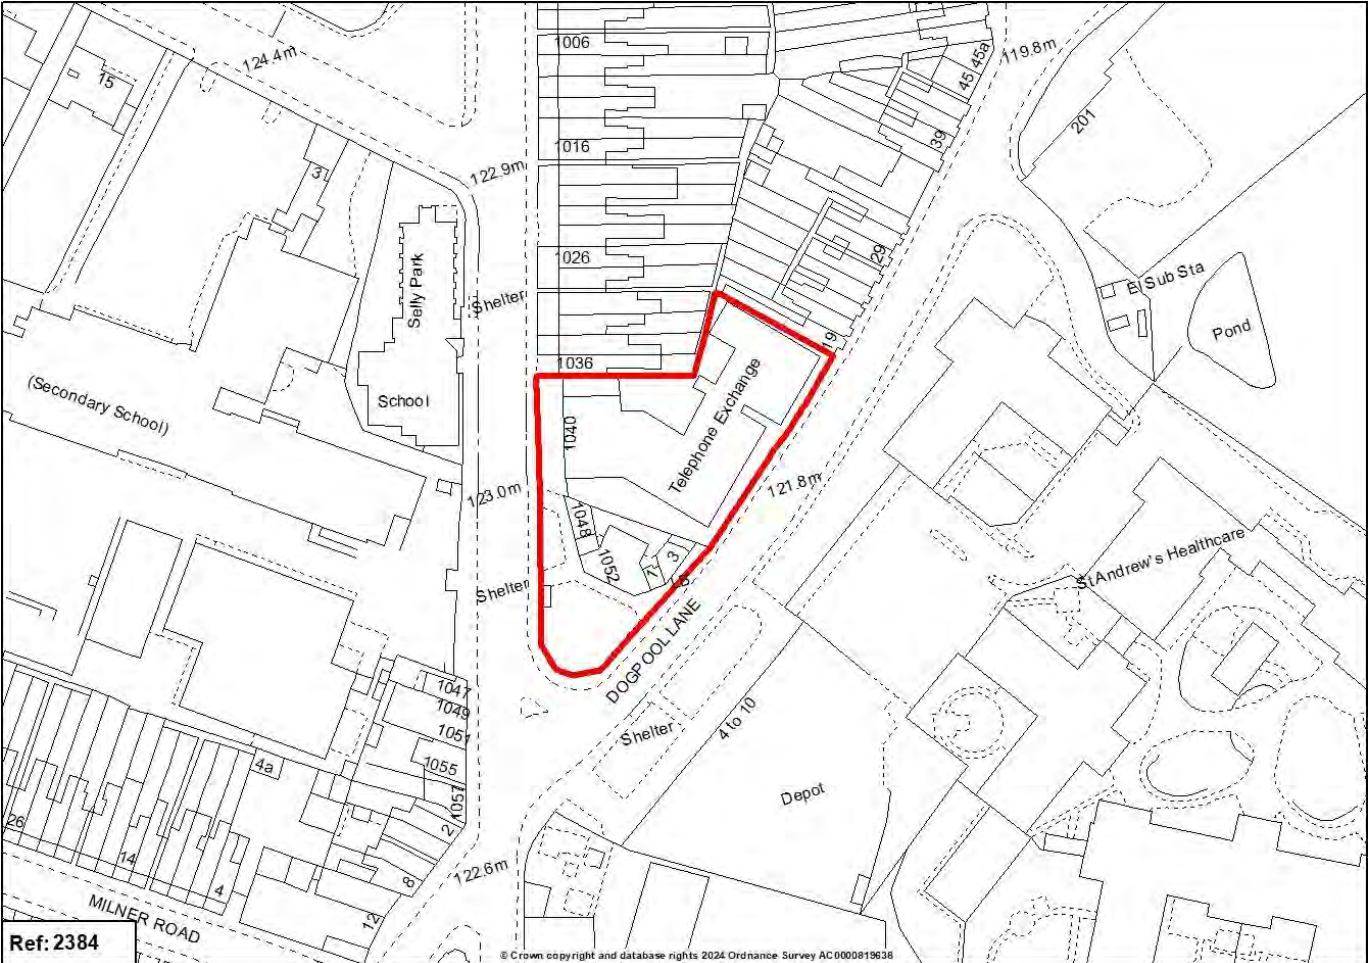 1006
45a
45
119.8m
124.4m
15
201
39
1016
3
122.9m
29
1026
Selly Park
El Sub Sta
Shelter
Pond
19
1036
(Secondary School)
School
Telephone Exchange
1040
123.0m
121.8m
1048
St Andrew's Healthcare
1052
1
3
Shelter
DOGPOOL LANE
1047
1049
1051
4 to 10
Shelter
4a
1055
1057
Depot
2
26
14
8
122.6m
4
12
MILNER ROAD
Ref: 2384
© Crown copyright and database rights 2024 Ordnance Survey AC0000819638